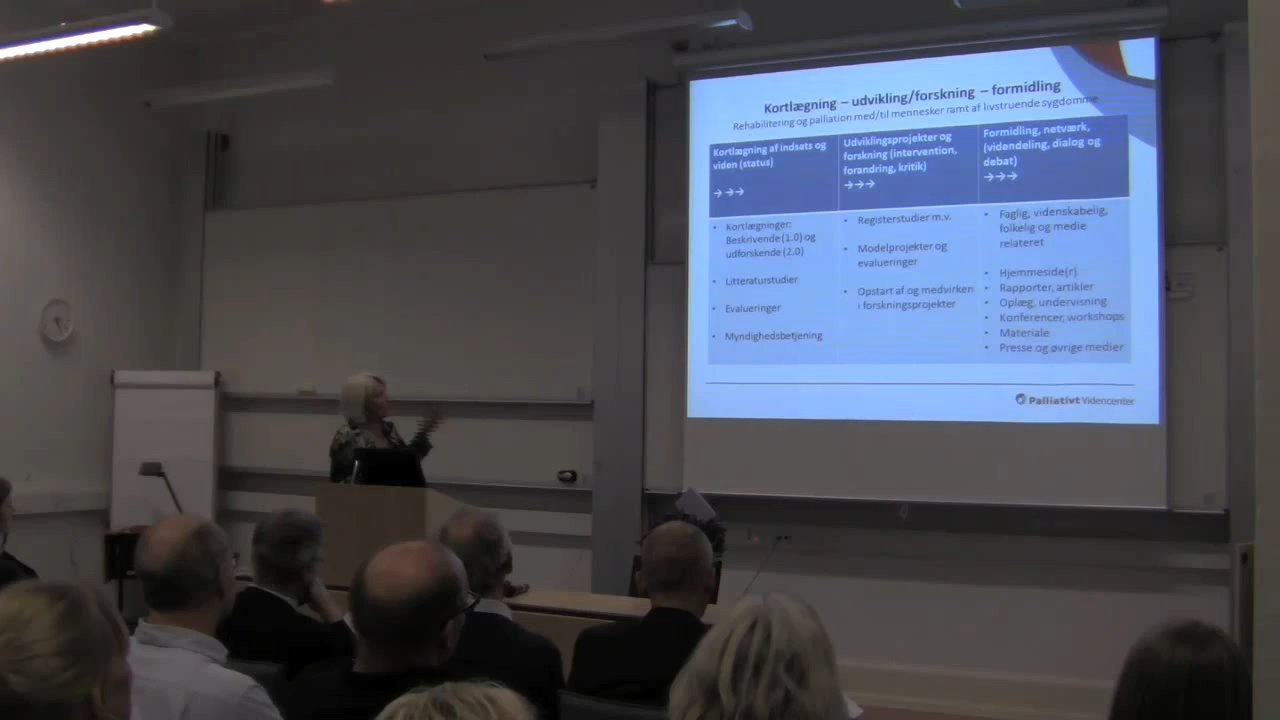 Kortlægning – udvikling/forskning – formidling
Rehabilitering og palliation med/til mennesker ramt af livstruende sygdomme
Kortlægning af indsats og
viden (status)
→ →→
Udviklingsprojekter og
forskning (intervention,
forandring, kritik)
→→→
Formidling, netværk,
(videndeling, dialog og
debat)
→→→
• Kortlægninger:
Beskrivende (1.0) og
udforskende (2.0)
• Litteraturstudier
• Evalueringer
• Myndighedsbetjening
• Registerstudier m.v.
• Modelprojekter og
evalueringer
• Opstart af og medvirken
i forskningsprojekter
• Faglig, videnskabelig,
folkelig og medie
relateret
• Hjemmeside(r)
• Rapporter, artikler
• Oplæg, undervisning
• Konferencer, workshops
• Materiale
• Presse og øvrige medier
Palliativt Videncenter